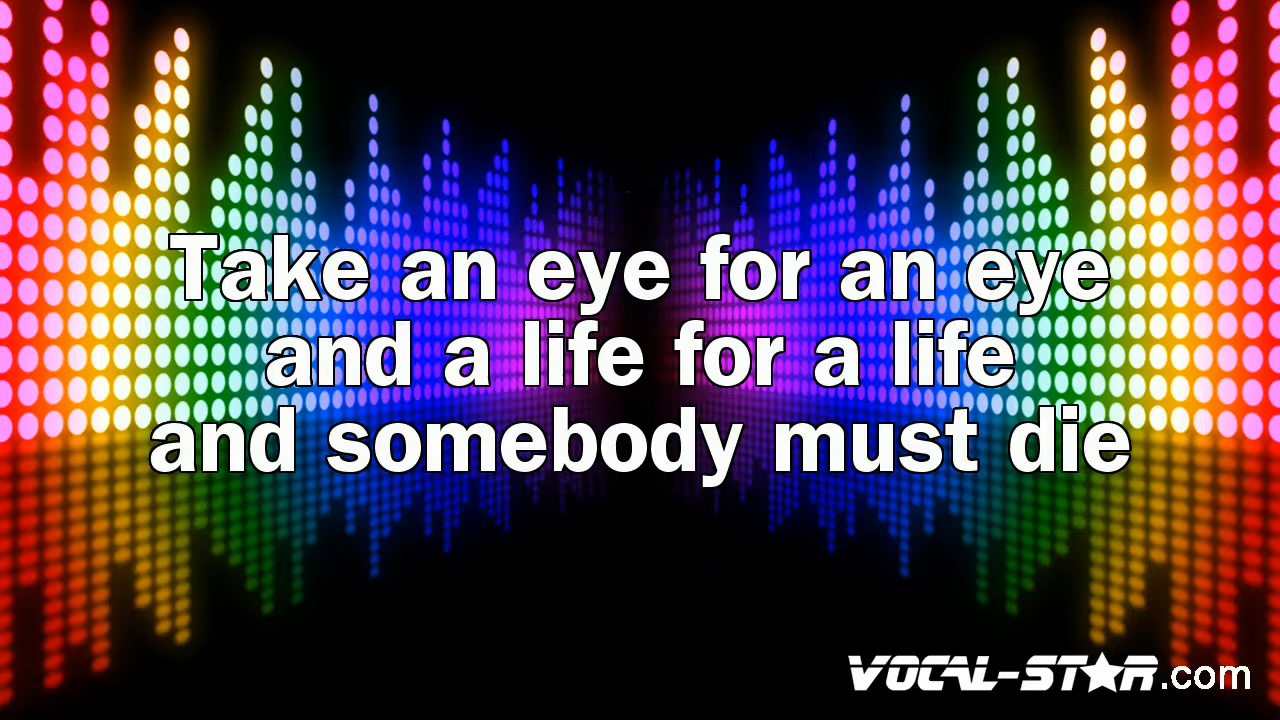 Take an eye for an eye
and a life for a life
and somebody must die
VOCAL-STAR.com